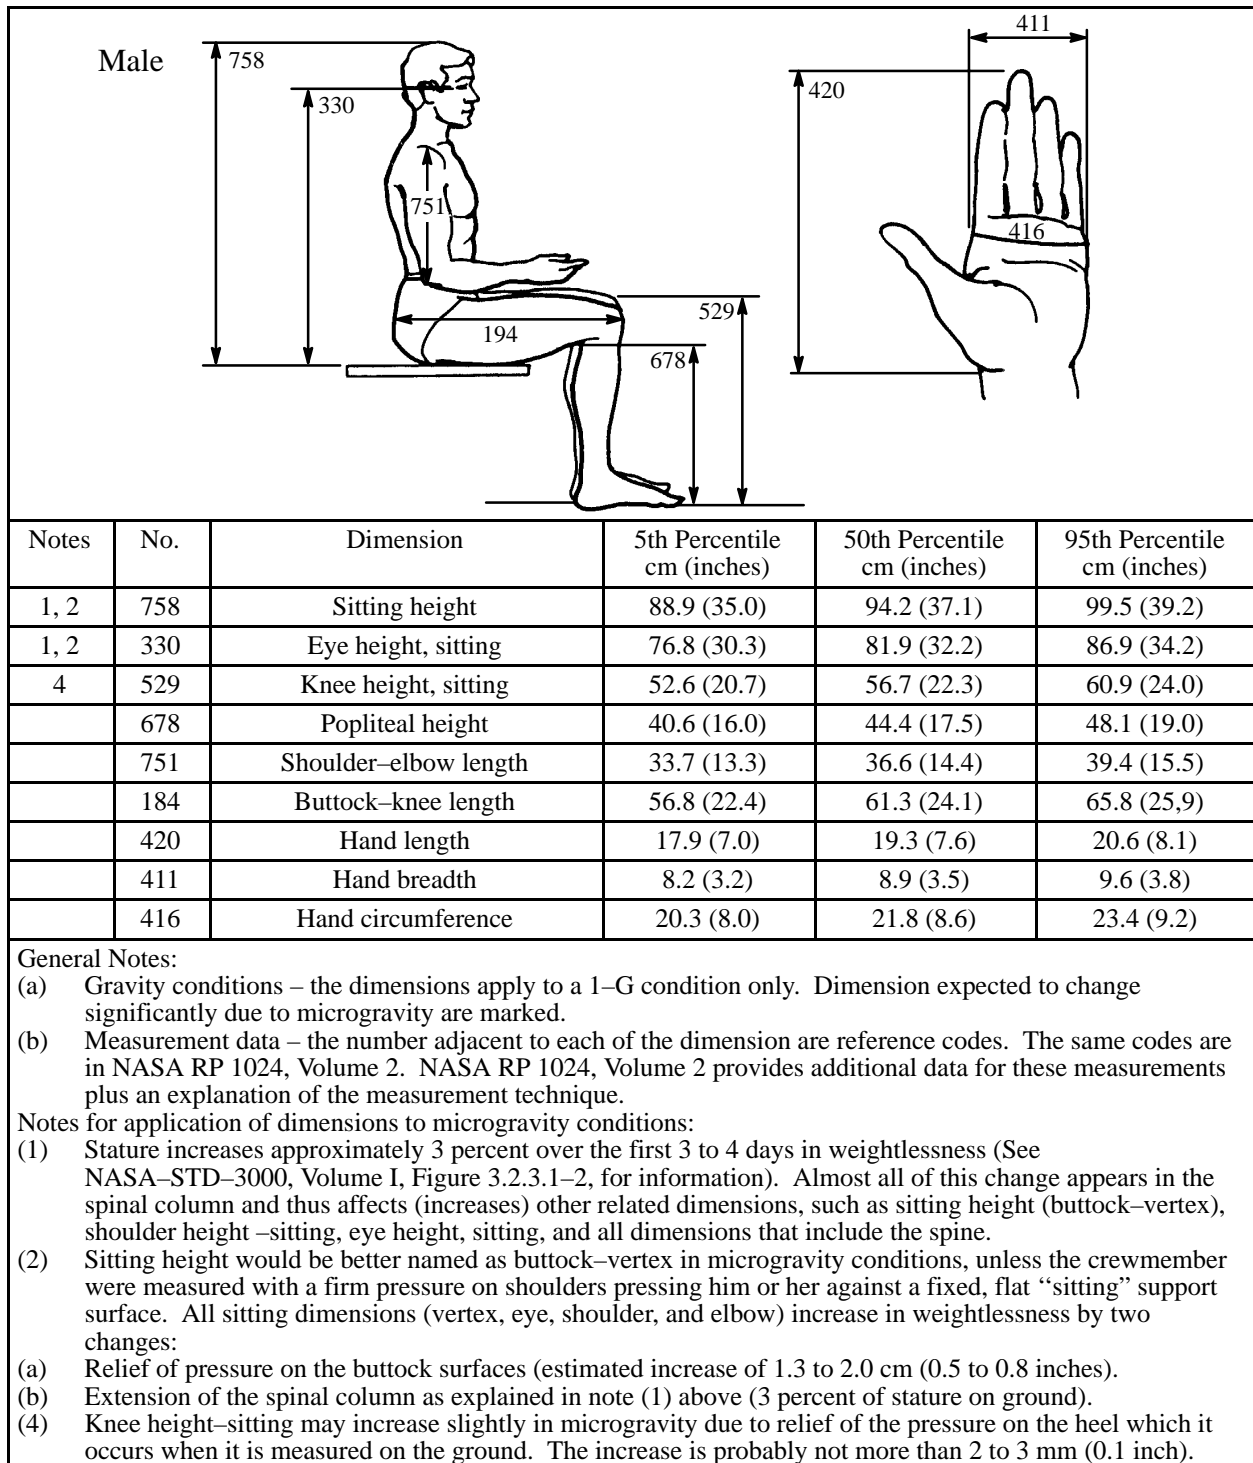 Male
758
330
751
194
529
678
411
420
416
Notes No. Dimension 5th Percentile cm (inches) 50th Percentile cm (inches) 95th Percentile cm (inches)
1, 2 758 Sitting height 88.9 (35.0) 94.2 (37.1) 99.5 (39.2)
1, 2 330 Eye height, sitting 76.8 (30.3) 81.9 (32.2) 86.9 (34.2)
4 529 Knee height, sitting 52.6 (20.7) 56.7 (22.3) 60.9 (24.0)
678 Popliteal height 40.6 (16.0) 44.4 (17.5) 48.1 (19.0)
751 Shoulder–elbow length 33.7 (13.3) 36.6 (14.4) 39.4 (15.5)
184 Buttock–knee length 56.8 (22.4) 61.3 (24.1) 65.8 (25,9)
420 Hand length 17.9 (7.0) 19.3 (7.6) 20.6 (8.1)
411 Hand breadth 8.2 (3.2) 8.9 (3.5) 9.6 (3.8)
416 Hand circumference 20.3 (8.0) 21.8 (8.6) 23.4 (9.2)
General Notes:
(a) Gravity conditions – the dimensions apply to a 1–G condition only. Dimension expected to change
significantly due to microgravity are marked.
(b) Measurement data – the number adjacent to each of the dimension are reference codes. The same codes are
in NASA RP 1024, Volume 2. NASA RP 1024, Volume 2 provides additional data for these measurements
plus an explanation of the measurement technique.
Notes for application of dimensions to microgravity conditions:
(1) Stature increases approximately 3 percent over the first 3 to 4 days in weightlessness (See
NASA–STD–3000, Volume I, Figure 3.2.3.1–2, for information). Almost all of this change appears in the
spinal column and thus affects (increases) other related dimensions, such as sitting height (buttock–vertex),
shoulder height –sitting, eye height, sitting, and all dimensions that include the spine.
(2) Sitting height would be better named as buttock–vertex in microgravity conditions, unless the crewmember
were measured with a firm pressure on shoulders pressing him or her against a fixed, flat ‘‘sitting” support
surface. All sitting dimensions (vertex, eye, shoulder, and elbow) increase in weightlessness by two
changes:
(a) Relief of pressure on the buttock surfaces (estimated increase of 1.3 to 2.0 cm (0.5 to 0.8 inches).
(b) Extension of the spinal column as explained in note (1) above (3 percent of stature on ground).
(4) Knee height–sitting may increase slightly in microgravity due to relief of the pressure on the heel which it
occurs when it is measured on the ground. The increase is probably not more than 2 to 3 mm (0.1 inch).